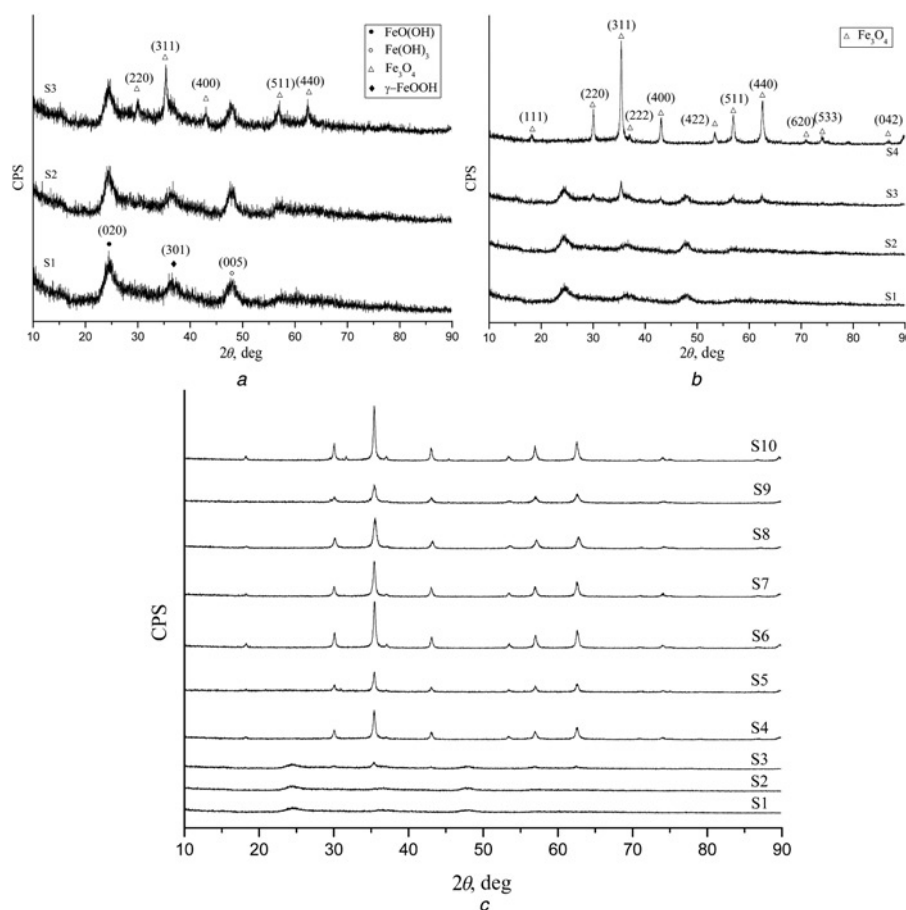 FeO(OH)
Fe(OH)3
Fe3O4
γ–FeOOH
(311)
(220)
(400)
(511)
(440)
S3
S2
(020)
(301)
(005)
S1
CPS
10 20 30 40 50 60 70 80 90
2θ, deg
a
Fe3O4
(311)
(111)
(220)
(222)
(400)
(422)
(511)
(440)
(620)
(533)
(042)
S4
S3
S2
S1
CPS
10 20 30 40 50 60 70 80 90
2θ, deg
b
S10
S9
S8
S7
S6
S5
S4
S3
S2
S1
CPS
10 20 30 40 50 60 70 80 90
2θ, deg
c